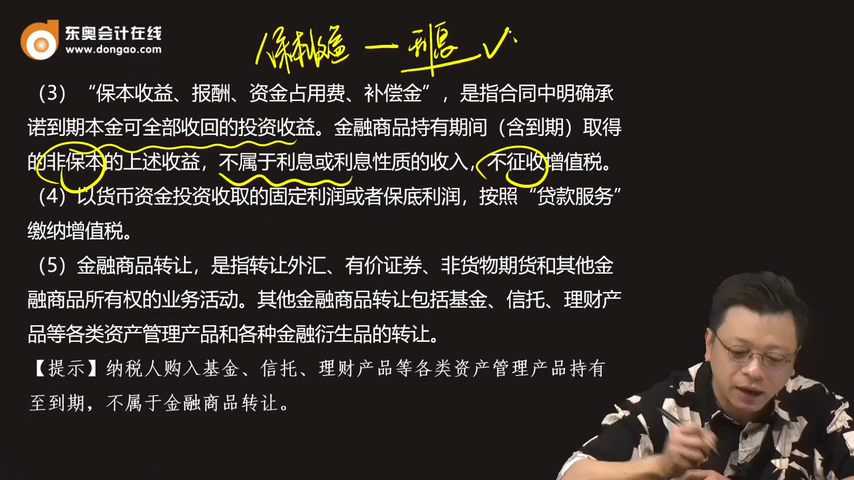 东奥会计在线
www.dongao.com
保本收益 — 利息 ✓
（3）“保本收益、报酬、资金占用费、补偿金”，是指合同中明确承
诺到期本金可全部收回的投资收益。金融商品持有期间（含到期）取得
的非保本的上述收益，不属于利息或利息性质的收入，不征收增值税。
（4）以货币资金投资收取的固定利润或者保底利润，按照“贷款服务”
缴纳增值税。
（5）金融商品转让，是指转让外汇、有价证券、非货物期货和其他金
融商品所有权的业务活动。其他金融商品转让包括基金、信托、理财产
品等各类资产管理产品和各种金融衍生品的转让。
【提示】纳税人购入基金、信托、理财产品等各类资产管理产品持有
至到期，不属于金融商品转让。